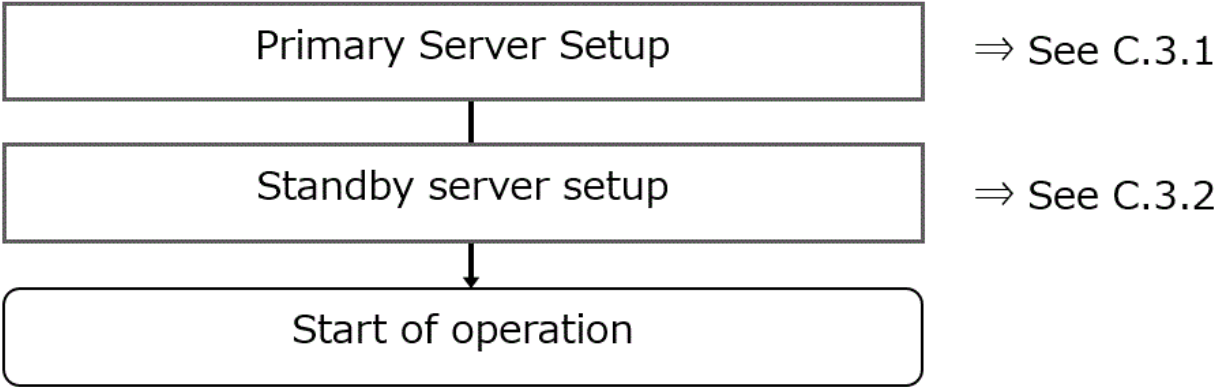 Primary Server Setup ⇒ See C.3.1
Standby server setup ⇒ See C.3.2
Start of operation